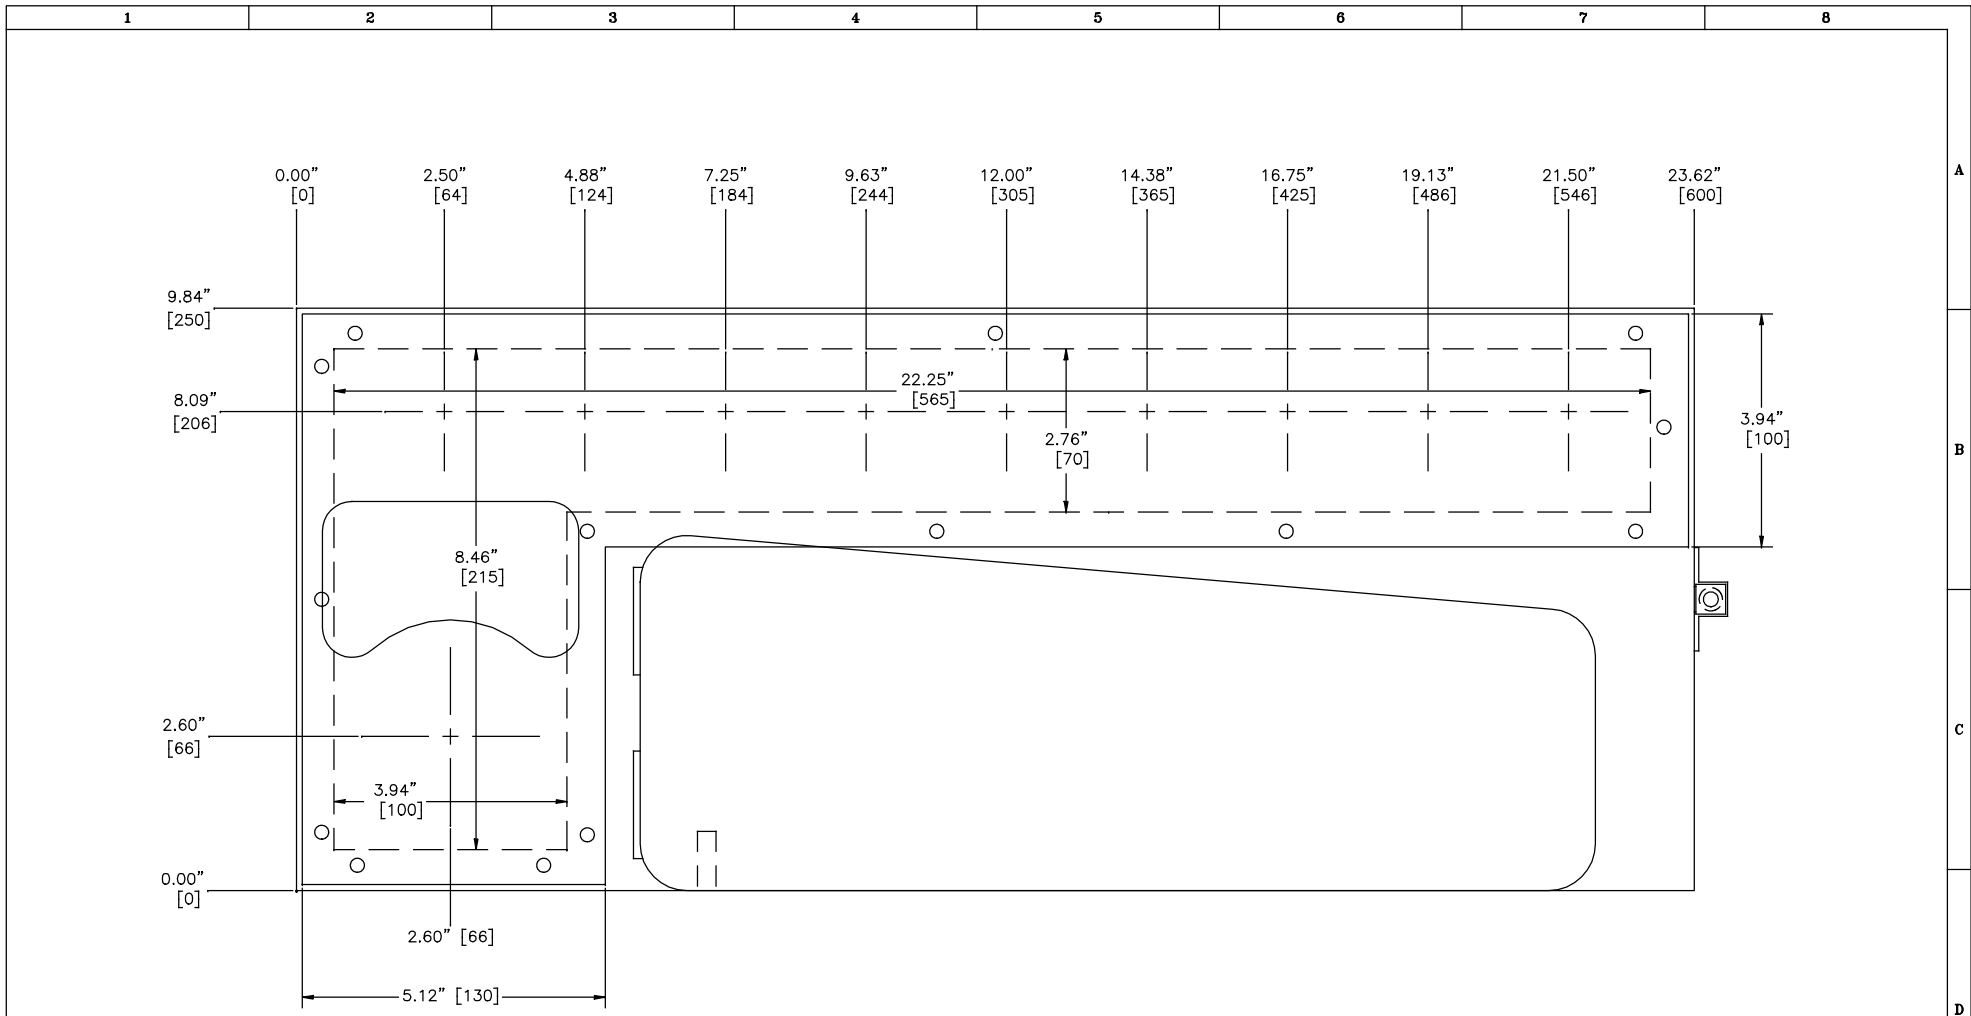 1 2 3 4 5 6 7 8
A
0.00” 2.50” 4.88” 7.25” 9.63” 12.00” 14.38” 16.75” 19.13” 21.50” 23.62”
[0] [64] [124] [184] [244] [305] [365] [425] [486] [546] [600]
9.84”
[250]
22.25”
[565]
8.09”
[206]
3.94”
[100]
2.76”
[70]
B
8.46”
[215]
2.60”
[66]
C
3.94”
[100]
0.00”
[0]
2.60” [66]
5.12” [130]
D